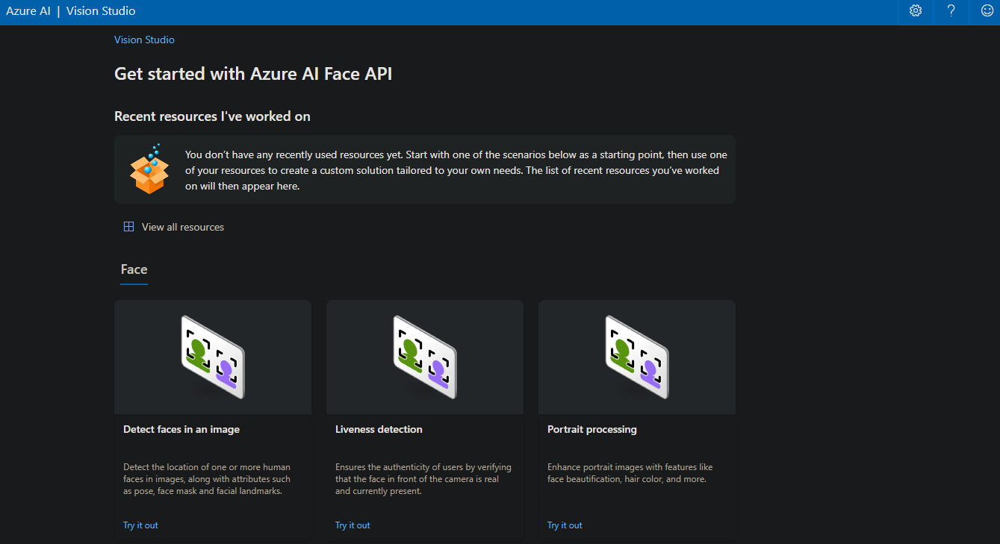 Azure AI | Vision Studio
Vision Studio
Get started with Azure AI Face API
Recent resources I've worked on
You don’t have any recently used resources yet. Start with one of the scenarios below as a starting point, then use one
of your resources to create a custom solution tailored to your own needs. The list of recent resources you’ve worked
on will then appear here.
View all resources
Face
Detect faces in an image
Detect the location of one or more human
faces in images, along with attributes such
as pose, face mask and facial landmarks.
Try it out
Liveness detection
Ensures the authenticity of users by verifying
that the face in front of the camera is real
and currently present.
Try it out
Portrait processing
Enhance portrait images with features like
face beautification, hair color, and more.
Try it out